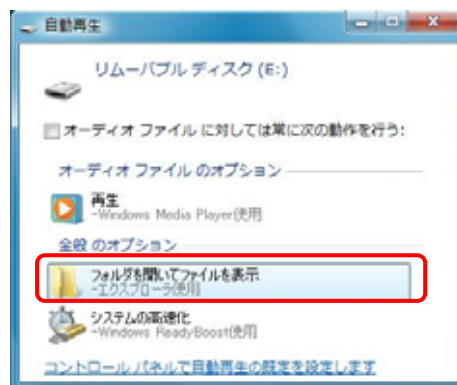 自動再生
リムーバブル ディスク (E:)
オーディオ ファイル に対しては常に次の動作を行う:
オーディオ ファイル のオプション
再生
-Windows Media Player使用
全般 のオプション
フォルダを開いてファイルを表示
-エクスプローラ使用
システムの高速化
-Windows ReadyBoost使用
コントロール パネルで自動再生の既定を設定します